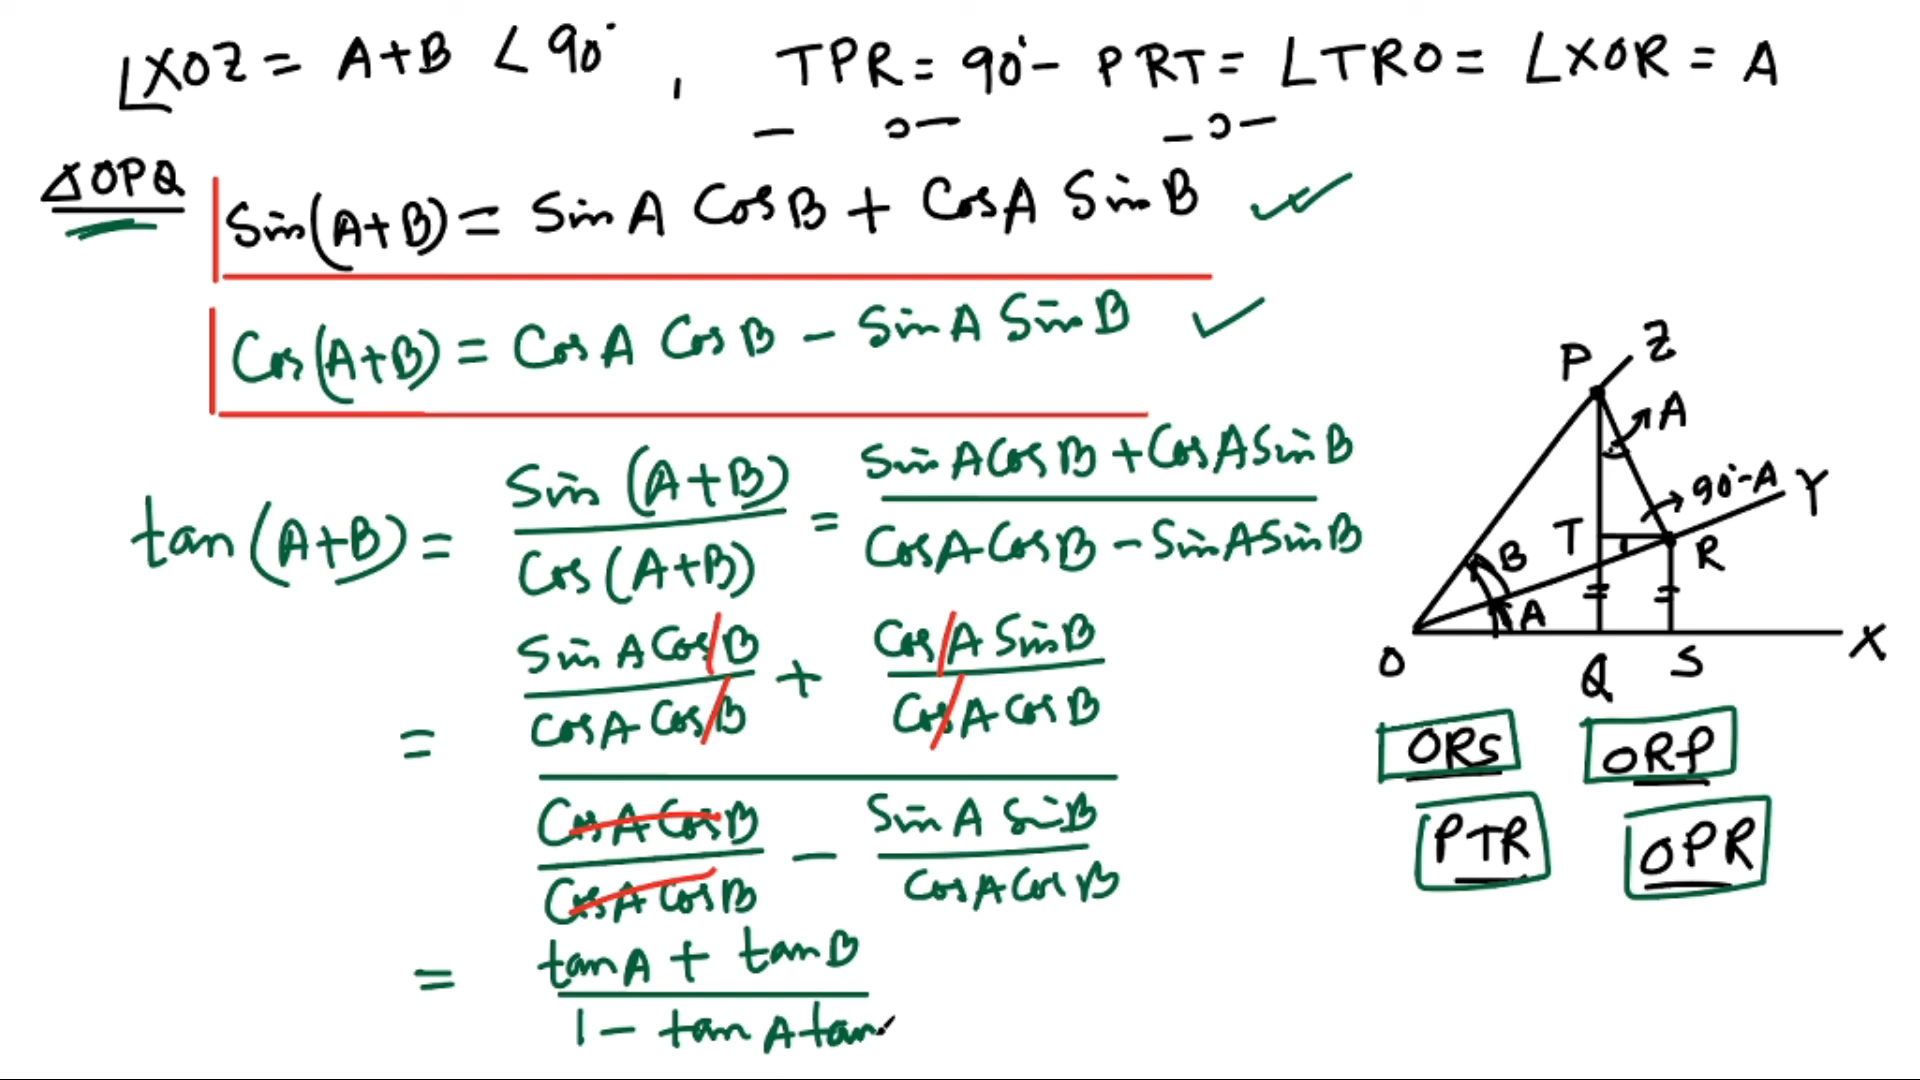 ∠XOZ = A+B < 90°, TPR = 90° - PRT = ∠TRO = ∠XOR = A
△OPQ
Sin(A+B) = Sin A Cos B + Cos A Sin B
Cos(A+B) = Cos A Cos B - Sin A Sin B
tan(A+B) = Sin (A+B) / Cos (A+B) = Sin A Cos B + Cos A Sin B / Cos A Cos B - Sin A Sin B
= Sin A Cos B / Cos A Cos B + Cos A Sin B / Cos A Cos B
Cos A Cos B / Cos A Cos B - Sin A Sin B / Cos A Cos B
= tan A + tan B / 1 - tan A tan
P Z
A
90°-A Y
T R
B
A
O Q S X
ORS ORP
PTR OPR